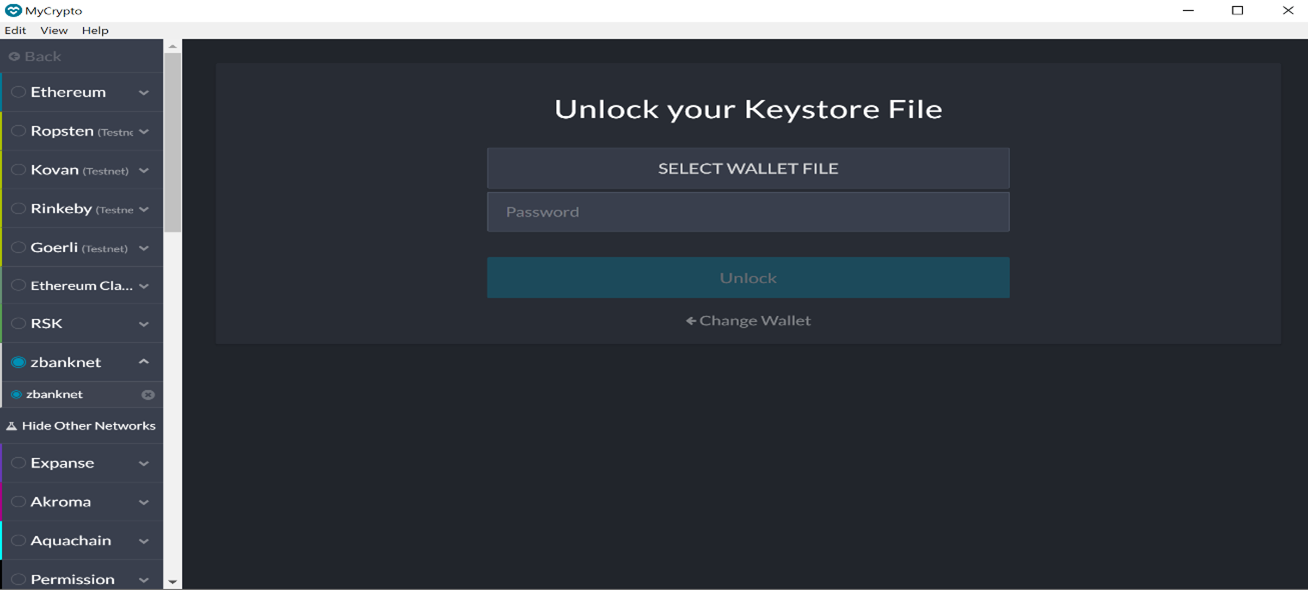 MyCrypto
Edit View Help
Back
Ethereum
Ropsten (Testne
Kovan (Testnet)
Rinkeby (Testne
Goerli (Testnet)
Ethereum Cla...
RSK
zbanknet
zbanknet
Hide Other Networks
Expanse
Akroma
Aquachain
Permission
Unlock your Keystore File
SELECT WALLET FILE
Password
Unlock
Change Wallet